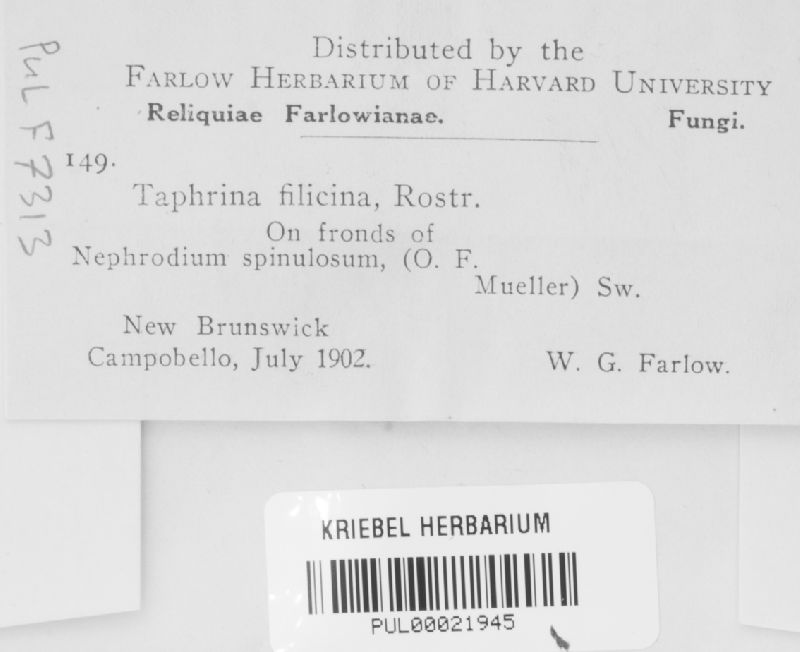 Distributed by the
FARLOW HERBARIUM OF HARVARD UNIVERSITY
Reliquiae Farlowianae. Fungi.
149.
Taphrina filicina, Rostr.
On fronds of
Nephrodium spinulosum, (O. F.
Mueller) Sw.
New Brunswick
Campobello, July 1902. W. G. Farlow.
PUL F7313
KRIEBEL HERBARIUM
PUL00021945